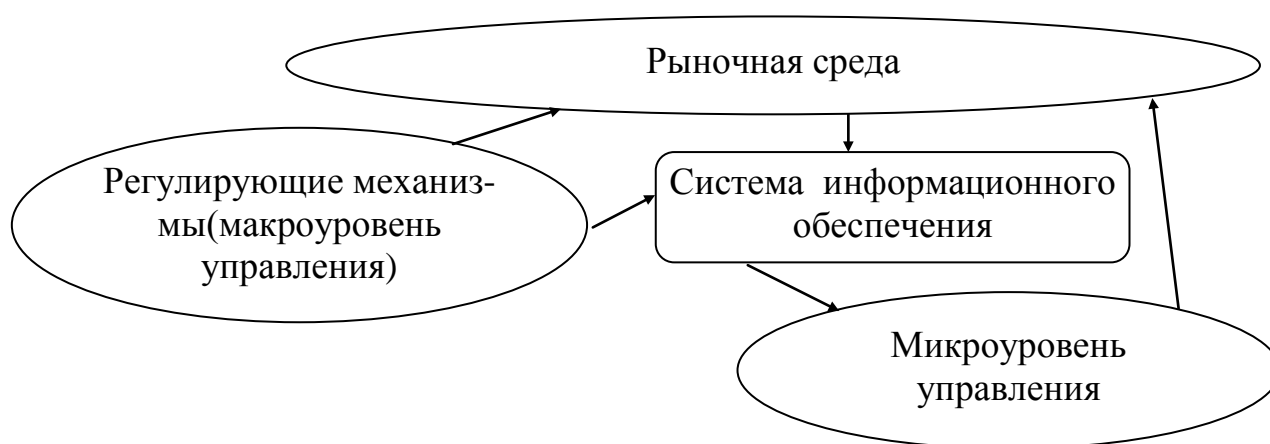 Рыночная среда
Регулирующие механиз-
мы(макроуровень
управления)
Система информационного
обеспечения
Микроуровень
управления